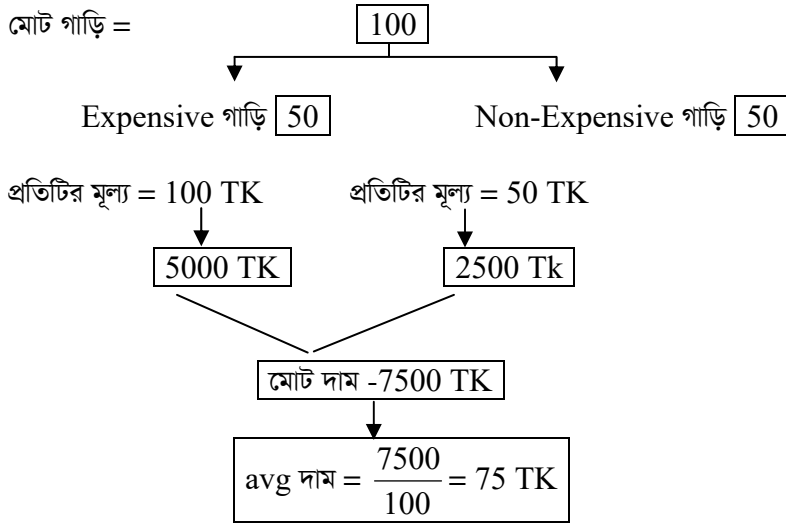 মোট গাড়ি = 100
Expensive গাড়ি 50 Non-Expensive গাড়ি 50
প্রতিটির মূল্য = 100 TK প্রতিটির মূল্য = 50 TK
5000 TK 2500 Tk
মোট দাম -7500 TK
avg দাম = 7500/100 = 75 TK